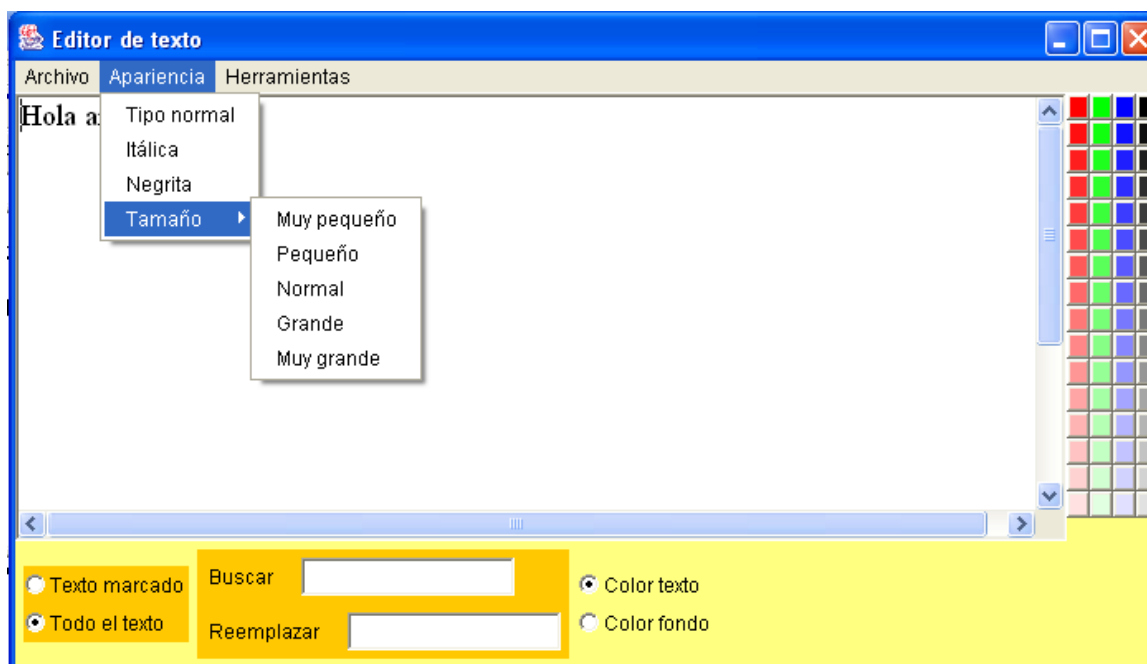 Editor de texto
Archivo Apariencia Herramientas
Hola a
Tipo normal
Itálica
Negrita
Tamaño
Muy pequeño
Pequeño
Normal
Grande
Muy grande
Texto marcado
Todo el texto
Buscar
Reemplazar
Color texto
Color fondo